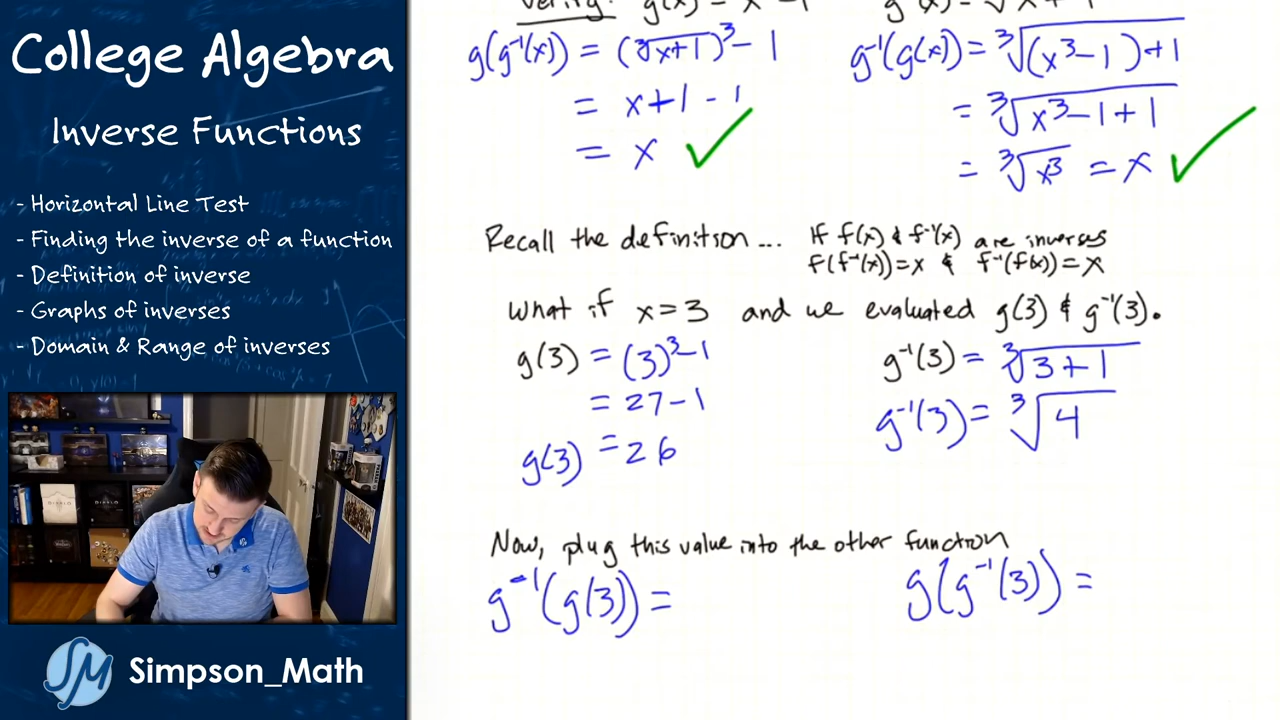 College Algebra
Inverse Functions
- Horizontal Line Test
- Finding the inverse of a function
- Definition of inverse
- Graphs of inverses
- Domain & Range of inverses
SM Simpson_Math
g(g⁻¹(x)) = (∛(x+1))³ - 1
= x+1-1
= x ✓
g⁻¹(g(x)) = ∛((x³-1)+1)
= ∛(x³-1+1)
= ∛(x³) = x ✓
Recall the definition... If f(x) & f⁻¹(x) are inverses
f(f⁻¹(x))=x & f⁻¹(f(x))=x
What if x=3 and we evaluated g(3) & g⁻¹(3).
g(3) = (3)³-1
= 27-1
g(3) = 26
g⁻¹(3) = ∛(3+1)
g⁻¹(3) = ∛4
Now, plug this value into the other function
g⁻¹(g(3)) =
g(g⁻¹(3)) =